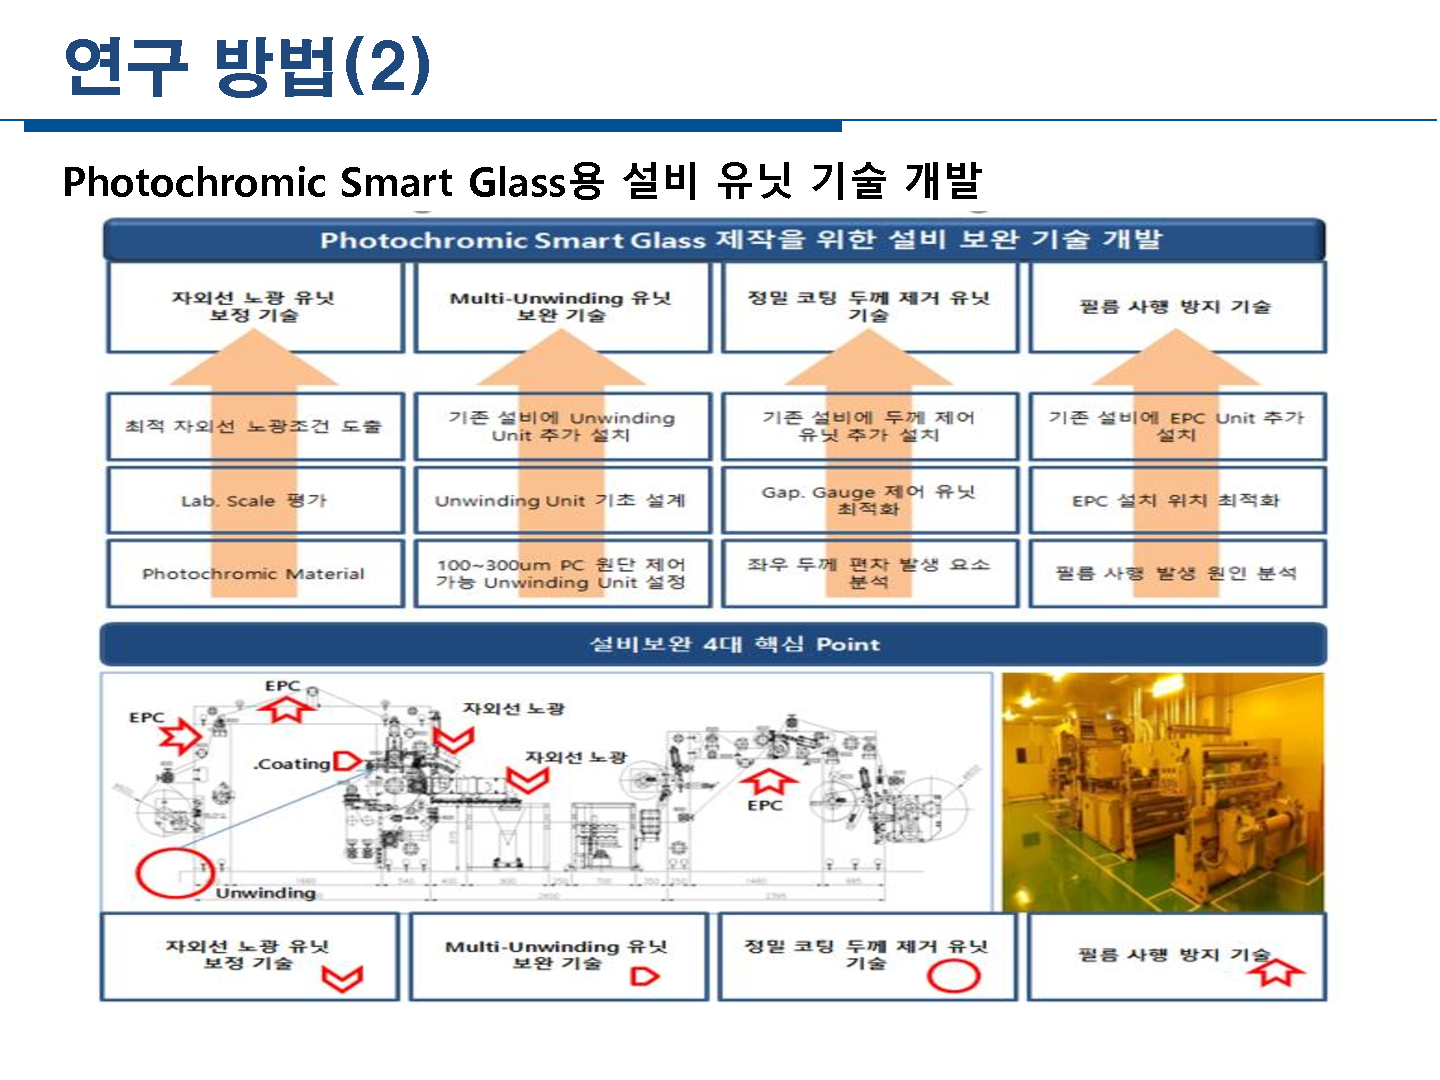 연구 방법(2)
Photochromic Smart Glass용 설비 유닛 기술 개발
Photochromic Smart Glass 제작을 위한 설비 보완 기술 개발
자외선 노광 유닛
보정 기술
Multi-Unwinding 유닛
보완 기술
정밀 코팅 두께 제거 유닛
기술
필름 사행 방지 기술
최적 자외선 노광조건 도출
기존 설비에 Unwinding
Unit 추가 설치
기존 설비에 두께 제어
유닛 추가 설치
기존 설비에 EPC Unit 추가
설치
Lab. Scale 평가
Unwinding Unit 기초 설계
Gap. Gauge 제어 유닛
최적화
EPC 설치 위치 최적화
Photochromic Material
100~300um PC 원단 제어
가능 Unwinding Unit 설정
좌우 두께 편차 발생 요소
분석
필름 사행 발생 원인 분석
설비보완 4대 핵심 Point
EPC
EPC
자외선 노광
.Coating
자외선 노광
EPC
Unwinding
자외선 노광 유닛
보정 기술
Multi-Unwinding 유닛
보완 기술
정밀 코팅 두께 제거 유닛
기술
필름 사행 방지 기술